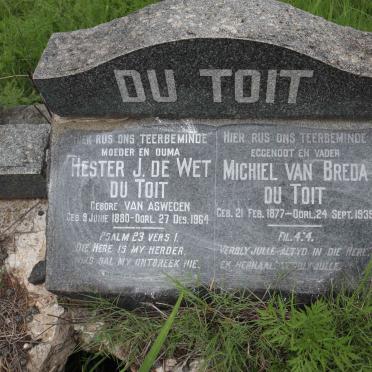 DU TOIT
HIER RUS ONS TEERBEMINDE
MOEDER EN OUMA
HESTER J. DE WET
DU TOIT
GEBORE VAN ASWEGEN
GEB. 9 JUNIE 1880-OORL. 27 DES. 1964
PSALM 23 VERS 1.
DIE HERE IS MY HERDER,
NIKS SAL MY ONTBREEK NIE.
HIER RUS ONS TEERBEMINDE
EGGENOOT EN VADER
MICHIEL VAN BREDA
DU TOIT
GEB. 21 FEB. 1877-OORL. 24 SEPT. 1935
FIL. 4:4.
VERBLY JULLE ALTYD IN DIE HERE
EK HERHAAL: VERBLY JULLE.